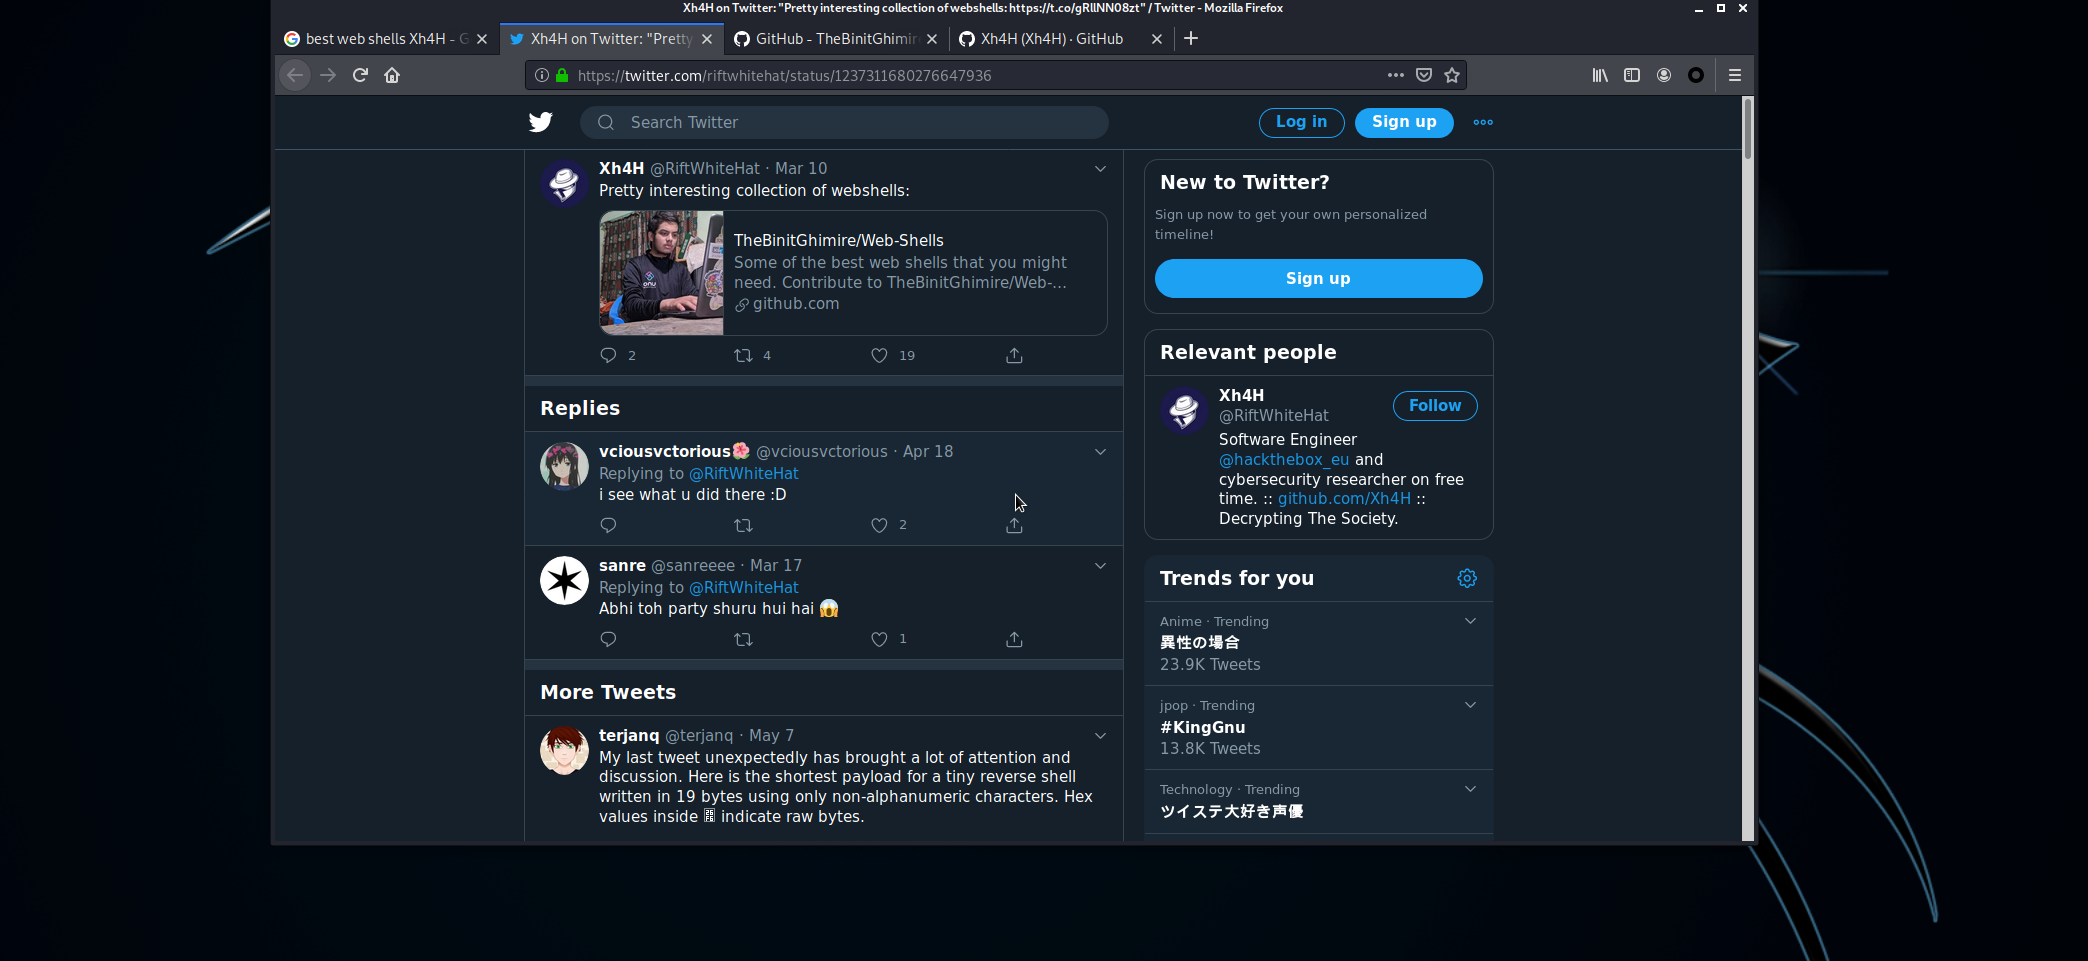 Xh4H on Twitter: "Pretty interesting collection of webshells: https://t.co/gRllNN08zt" / Twitter - Mozilla Firefox
best web shells Xh4H - G
Xh4H on Twitter: "Pretty
GitHub - TheBinitGhimir
Xh4H (Xh4H) · GitHub
https://twitter.com/riftwhitehat/status/1237311680276647936
Search Twitter
Log in
Sign up
Xh4H @RiftWhiteHat · Mar 10
Pretty interesting collection of webshells:
TheBinitGhimire/Web-Shells
Some of the best web shells that you might
need. Contribute to TheBinitGhimire/Web-...
github.com
2 4 19
Replies
vciousvctorious🌺 @vciousvctorious · Apr 18
Replying to @RiftWhiteHat
i see what u did there :D
2
sanre @sanreeee · Mar 17
Replying to @RiftWhiteHat
Abhi toh party shuru hui hai 😱
1
More Tweets
terjanq @terjanq · May 7
My last tweet unexpectedly has brought a lot of attention and
discussion. Here is the shortest payload for a tiny reverse shell
written in 19 bytes using only non-alphanumeric characters. Hex
values inside indicate raw bytes.
New to Twitter?
Sign up now to get your own personalized
timeline!
Sign up
Relevant people
Xh4H
@RiftWhiteHat
Follow
Software Engineer
@hackthebox_eu and
cybersecurity researcher on free
time. :: github.com/Xh4H ::
Decrypting The Society.
Trends for you
Anime · Trending
異性の場合
23.9K Tweets
jpop · Trending
#KingGnu
13.8K Tweets
Technology · Trending
ツイステ大好き声優